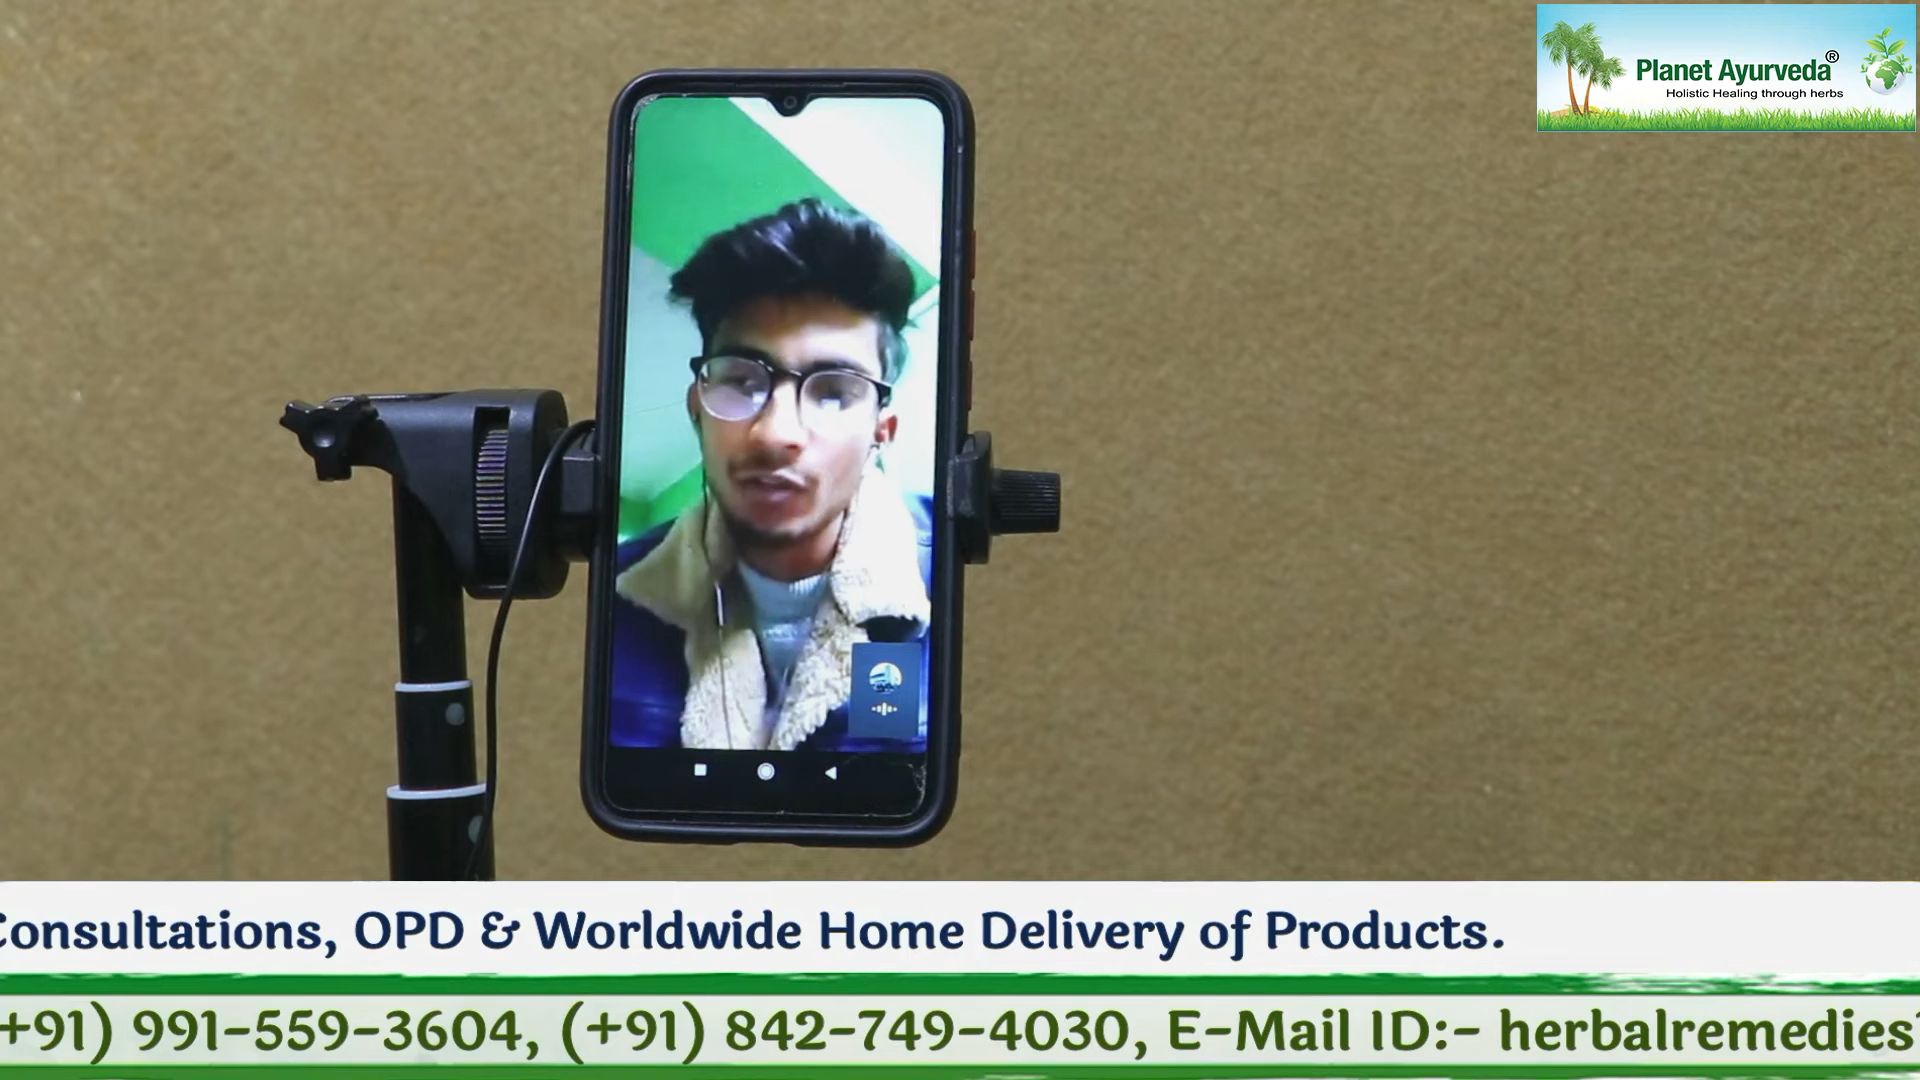 Planet Ayurveda®
Holistic Healing through herbs
Consultations, OPD & Worldwide Home Delivery of Products.
+91) 991-559-3604, (+91) 842-749-4030, E-Mail ID:- herbalremedies